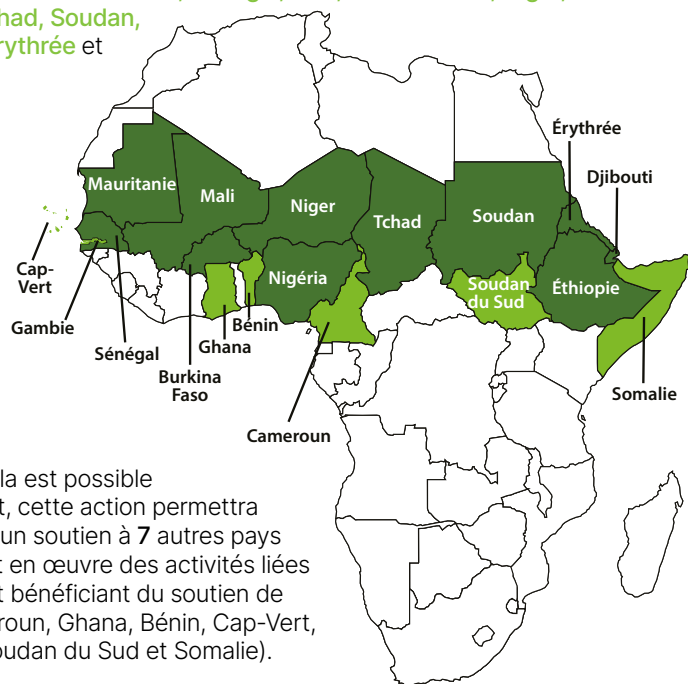 Tchad, Soudan,
Érythrée et
Érythrée
Djibouti
Mauritanie
Mali
Niger
Tchad
Soudan
Cap-
Vert
Nigéria
Soudan
du Sud
Éthiopie
Gambie
Bénin
Sénégal
Ghana
Burkina
Faso
Somalie
Cameroun
la est possible
t, cette action permettra
un soutien à 7 autres pays
t en œuvre des activités liées
t bénéficiant du soutien de
roun, Ghana, Bénin, Cap-Vert,
oudan du Sud et Somalie).